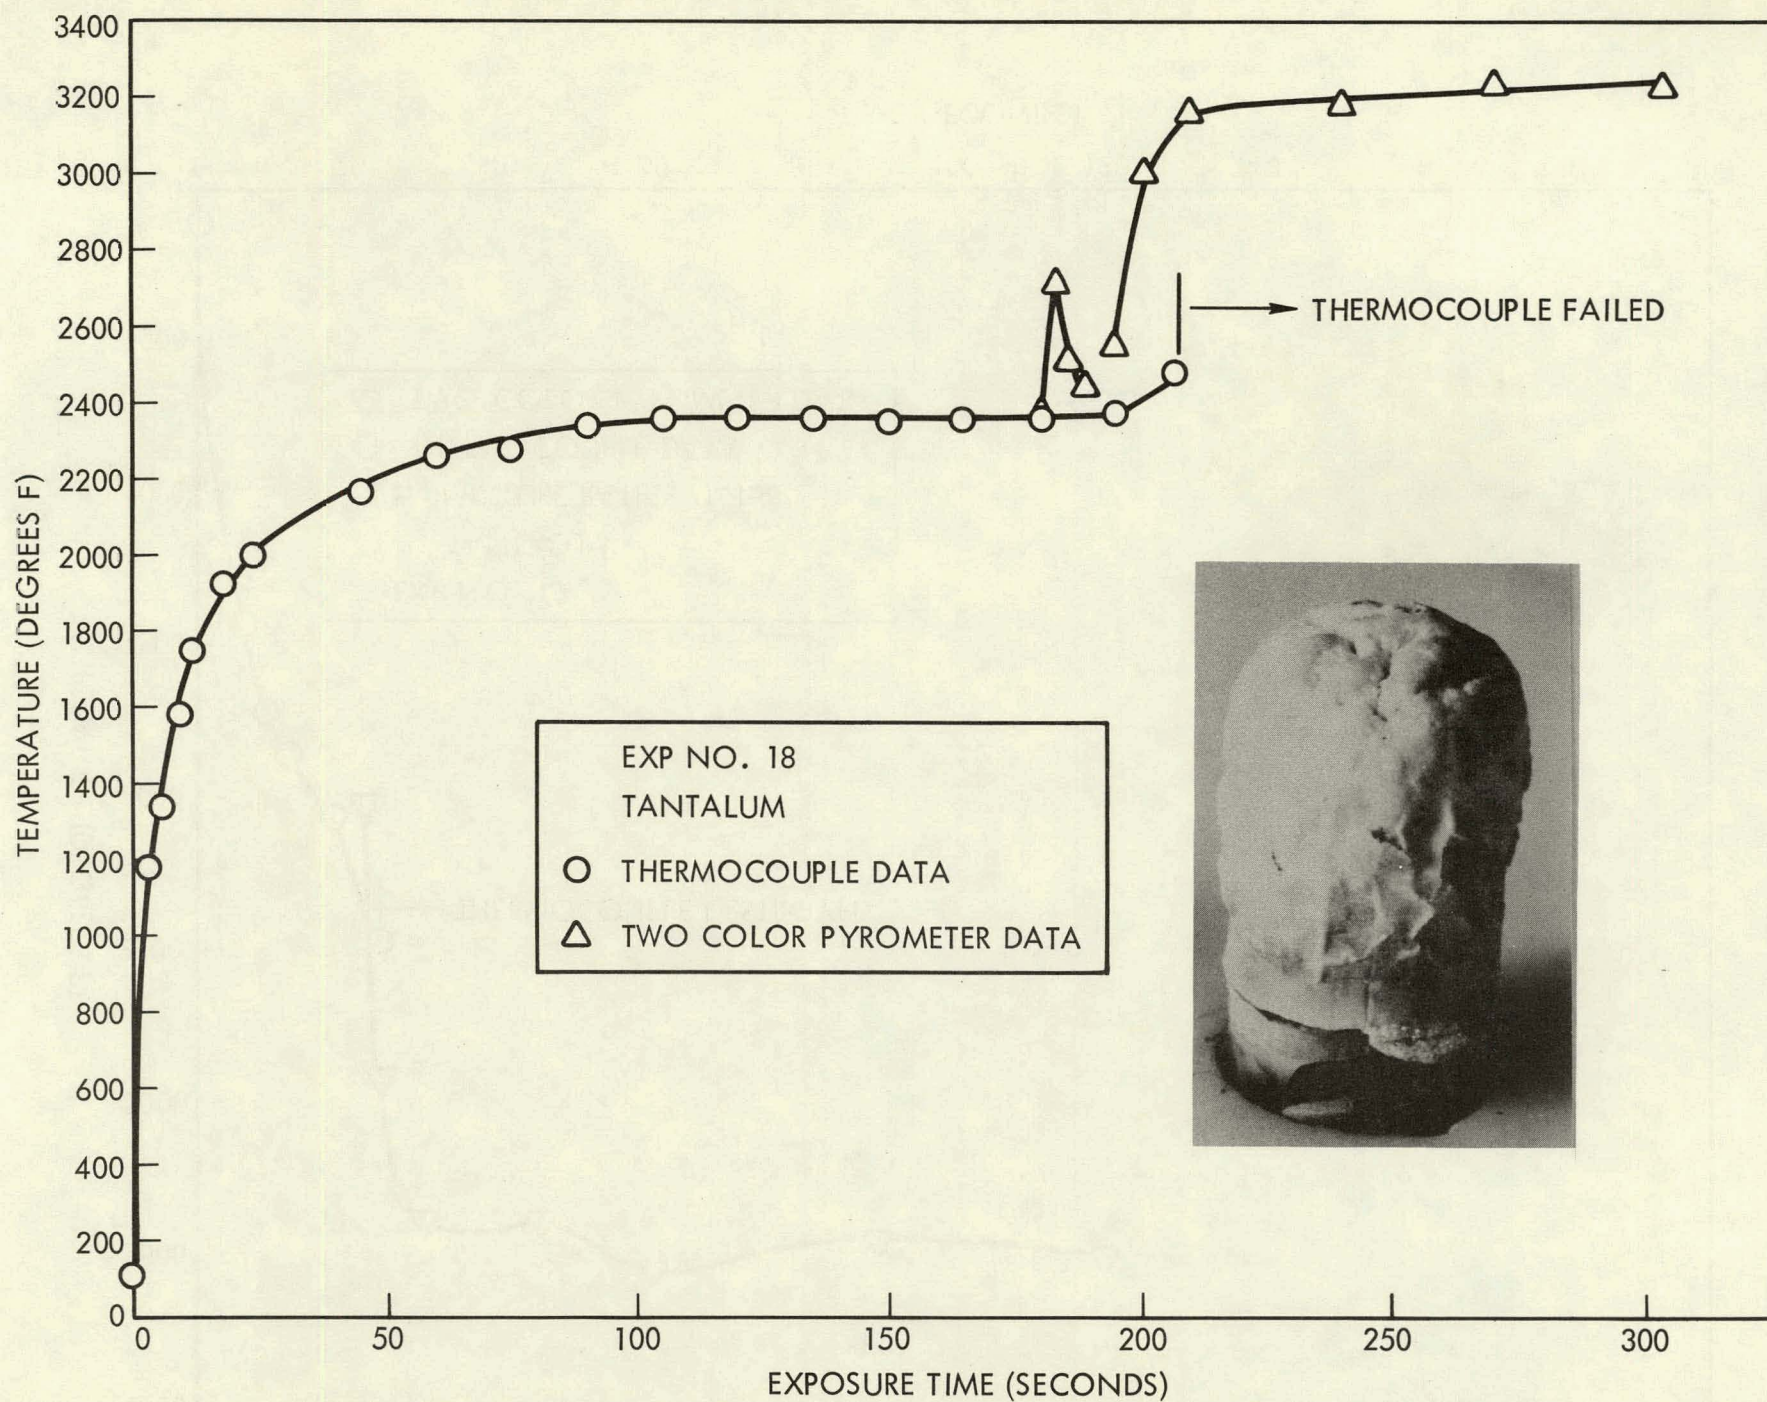 3400
3200
3000
2800
2600
2400
2200
2000
1800
1600
1400
1200
1000
800
600
400
200
0
TEMPERATURE (DEGREES F)
THERMOCOUPLE FAILED
EXP NO. 18
TANTALUM
THERMOCOUPLE DATA
TWO COLOR PYROMETER DATA
0 50 100 150 200 250 300
EXPOSURE TIME (SECONDS)